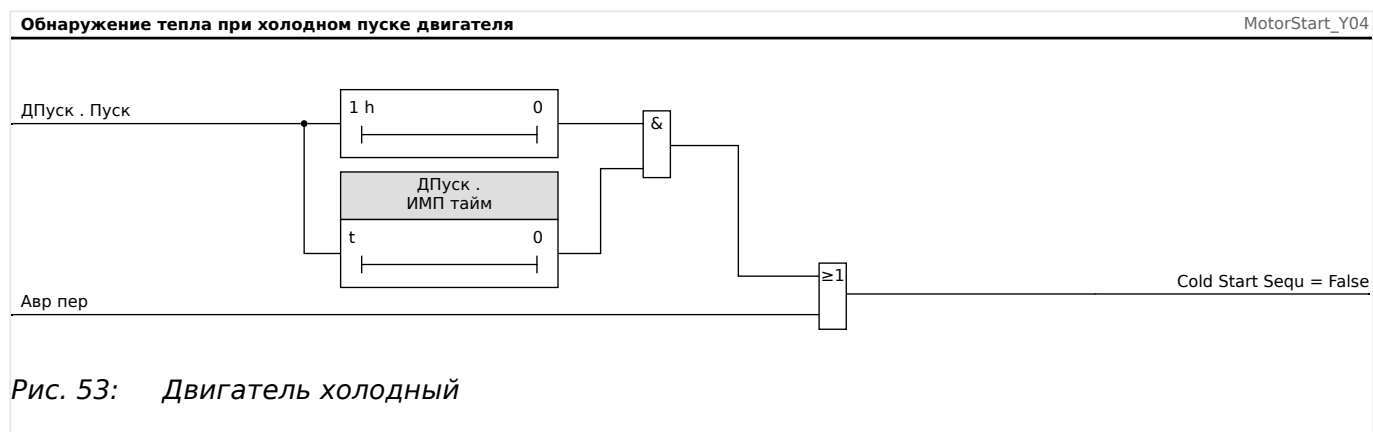 Обнаружение тепла при холодном пуске двигателя MotorStart_Y04
ДПуск . Пуск
1 h 0
&
ДПуск .
ИМП тайм
t 0
≥1
Cold Start Sequ = False
Авр пер
Рис. 53: Двигатель холодный